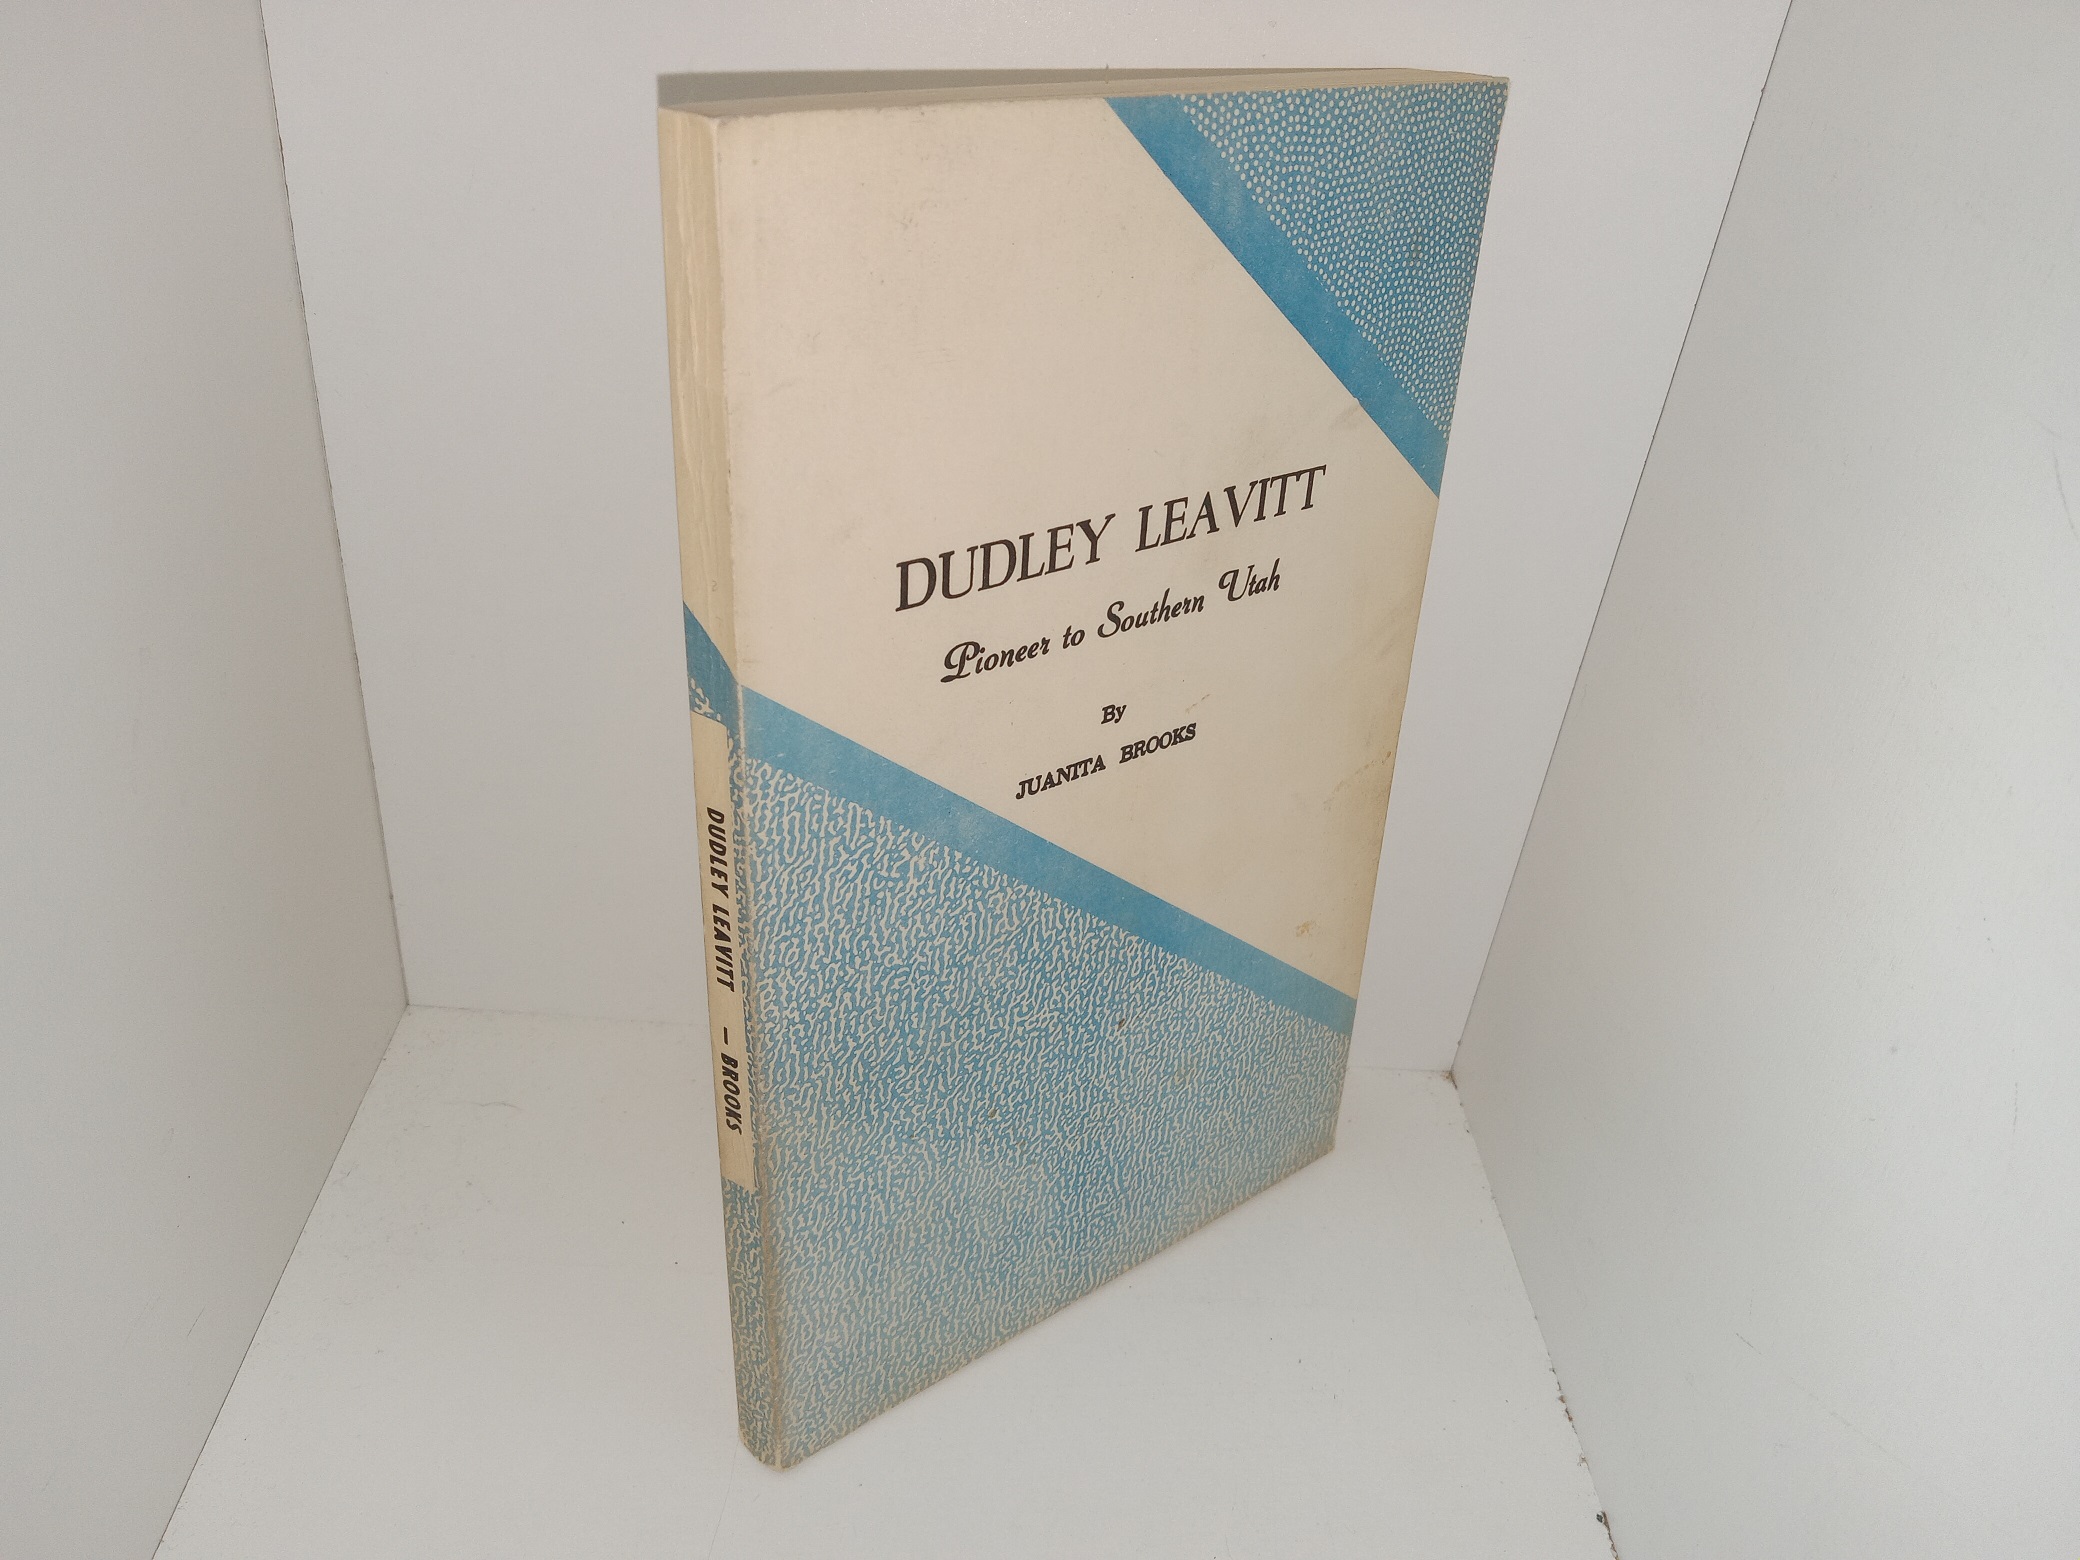 DUDLEY LEAVITT
Pioneer to Southern Utah
By
JUANITA BROOKS
DUDLEY LEAVITT — BROOKS